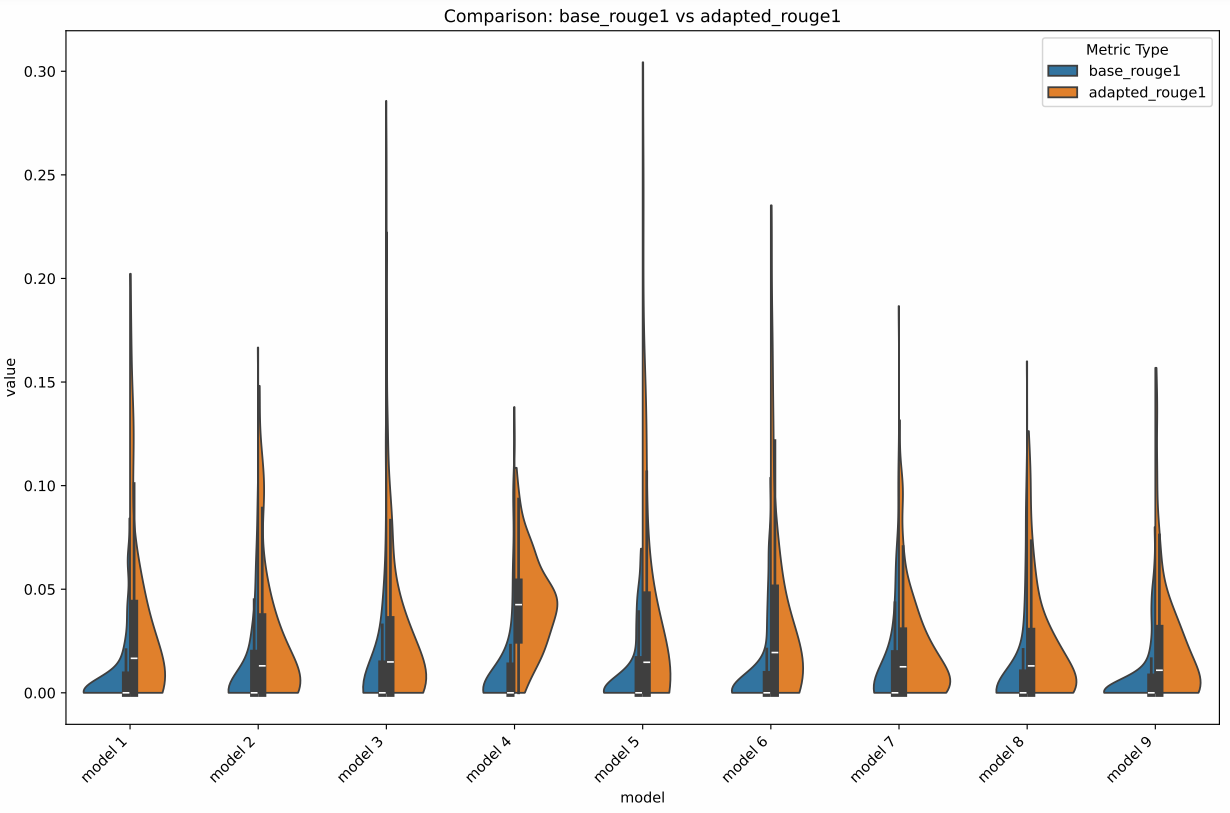 Comparison: base_rouge1 vs adapted_rouge1
Metric Type
base_rouge1
adapted_rouge1
value
0.30
0.25
0.20
0.15
0.10
0.05
0.00
model 1
model 2
model 3
model 4
model 5
model 6
model 7
model 8
model 9
model